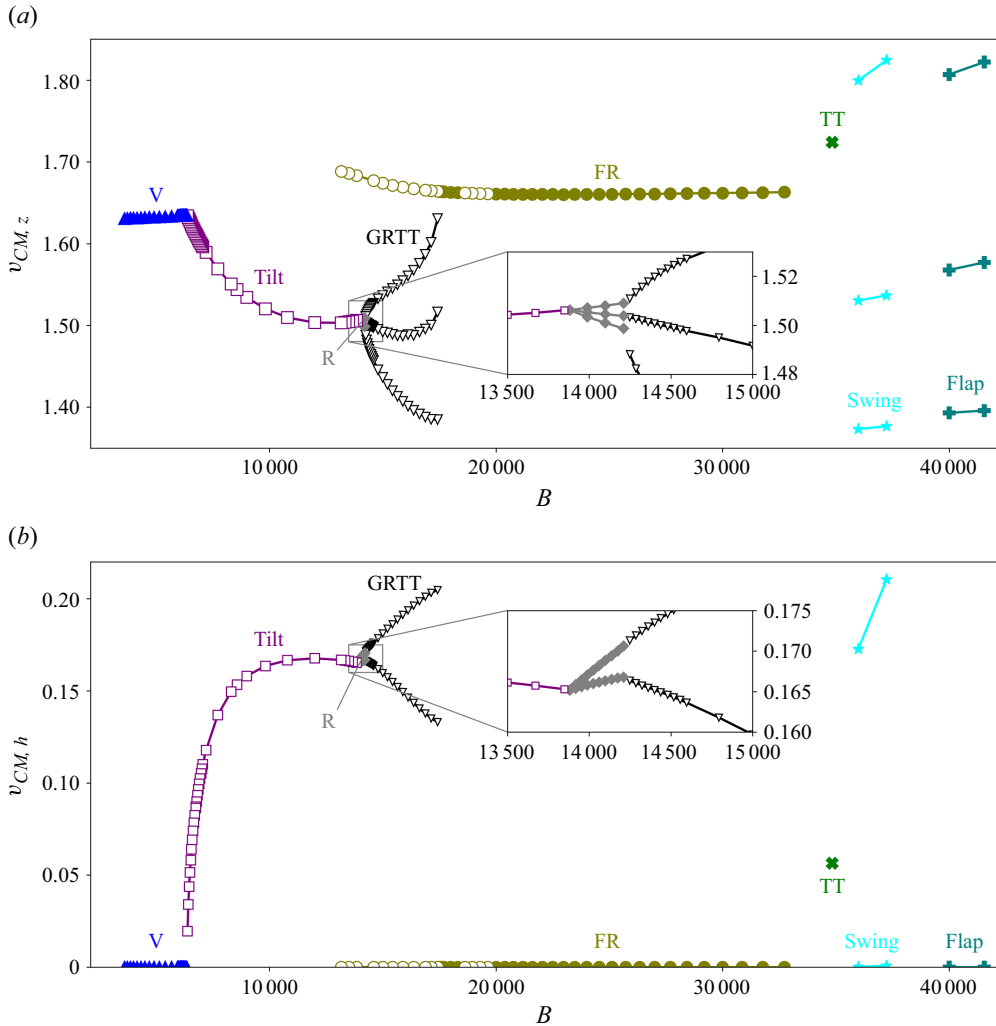 (a)
1.80
TT
1.70
FR
V
v_{CM, z}
1.60
GRTT
Tilt
1.52
1.50
R
1.50
1.48
13 500
14 000
14 500
15 000
Flap
Swing
1.40
10 000
20 000
30 000
40 000
B
(b)
0.20
GRTT
0.175
0.170
Tilt
0.165
0.15
R
0.160
13 500
14 000
14 500
15 000
v_{CM, h}
0.10
0.05
TT
V
FR
Swing
Flap
0
10 000
20 000
30 000
40 000
B